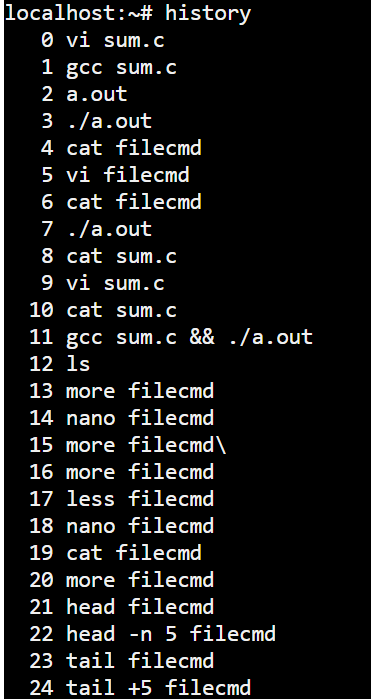 localhost:~# history
0 vi sum.c
1 gcc sum.c
2 a.out
3 ./a.out
4 cat filecmd
5 vi filecmd
6 cat filecmd
7 ./a.out
8 cat sum.c
9 vi sum.c
10 cat sum.c
11 gcc sum.c && ./a.out
12 ls
13 more filecmd
14 nano filecmd
15 more filecmd\
16 more filecmd
17 less filecmd
18 nano filecmd
19 cat filecmd
20 more filecmd
21 head filecmd
22 head -n 5 filecmd
23 tail filecmd
24 tail +5 filecmd